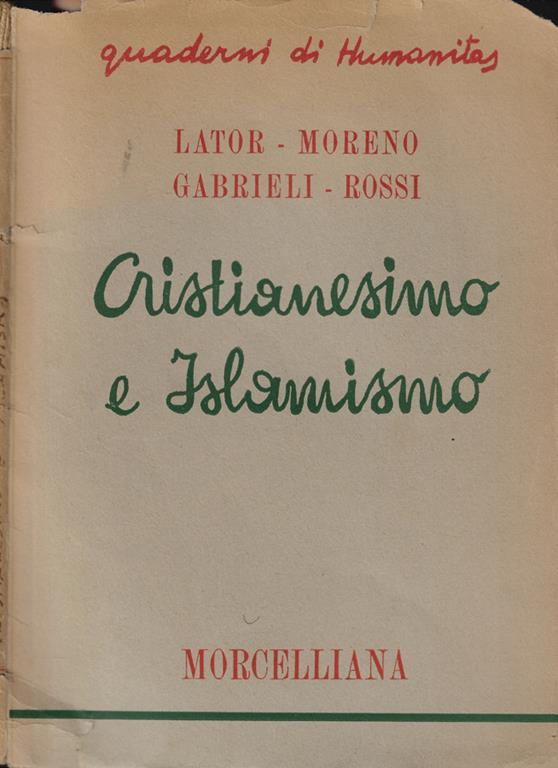 quaderni di Humanitas
LATOR - MORENO
GABRIELI - ROSSI
Cristianesimo
e Islamismo
MORCELLIANA